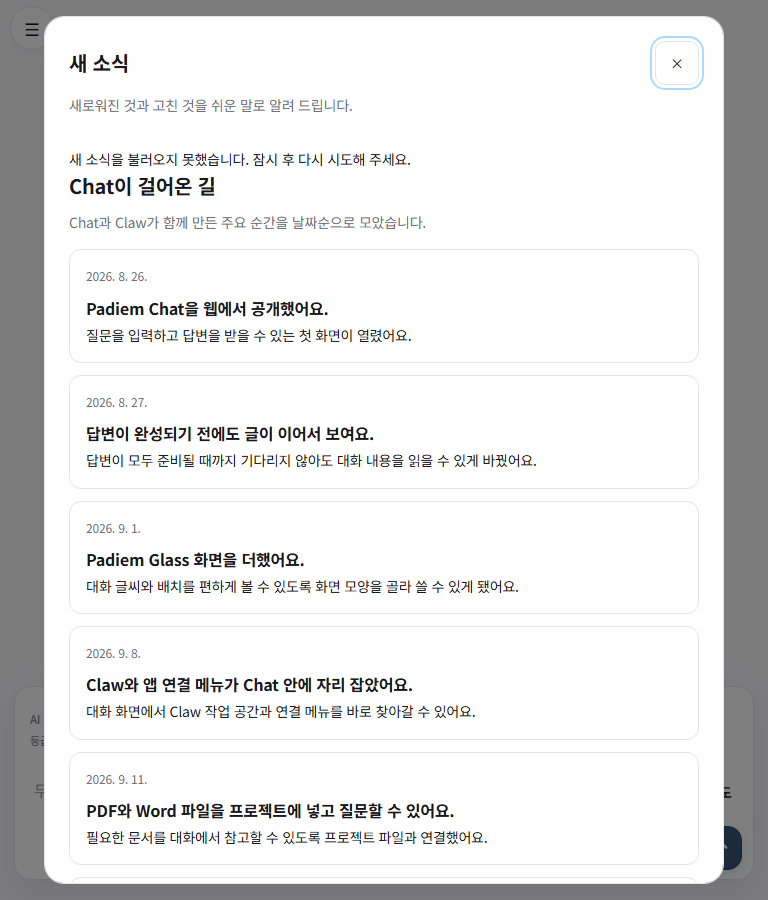 ☰
새 소식
×
새로워진 것과 고친 것을 쉬운 말로 알려 드립니다.
새 소식을 불러오지 못했습니다. 잠시 후 다시 시도해 주세요.
Chat이 걸어온 길
Chat과 Claw가 함께 만든 주요 순간을 날짜순으로 모았습니다.
2026. 8. 26.
Padiem Chat을 웹에서 공개했어요.
질문을 입력하고 답변을 받을 수 있는 첫 화면이 열렸어요.
2026. 8. 27.
답변이 완성되기 전에도 글이 이어서 보여요.
답변이 모두 준비될 때까지 기다리지 않아도 대화 내용을 읽을 수 있게 바꿨어요.
2026. 9. 1.
Padiem Glass 화면을 더했어요.
대화 글씨와 배치를 편하게 볼 수 있도록 화면 모양을 골라 쓸 수 있게 됐어요.
2026. 9. 8.
Claw와 앱 연결 메뉴가 Chat 안에 자리 잡았어요.
대화 화면에서 Claw 작업 공간과 연결 메뉴를 바로 찾아갈 수 있어요.
AI
2026. 9. 11.
PDF와 Word 파일을 프로젝트에 넣고 질문할 수 있어요.
필요한 문서를 대화에서 참고할 수 있도록 프로젝트 파일과 연결했어요.